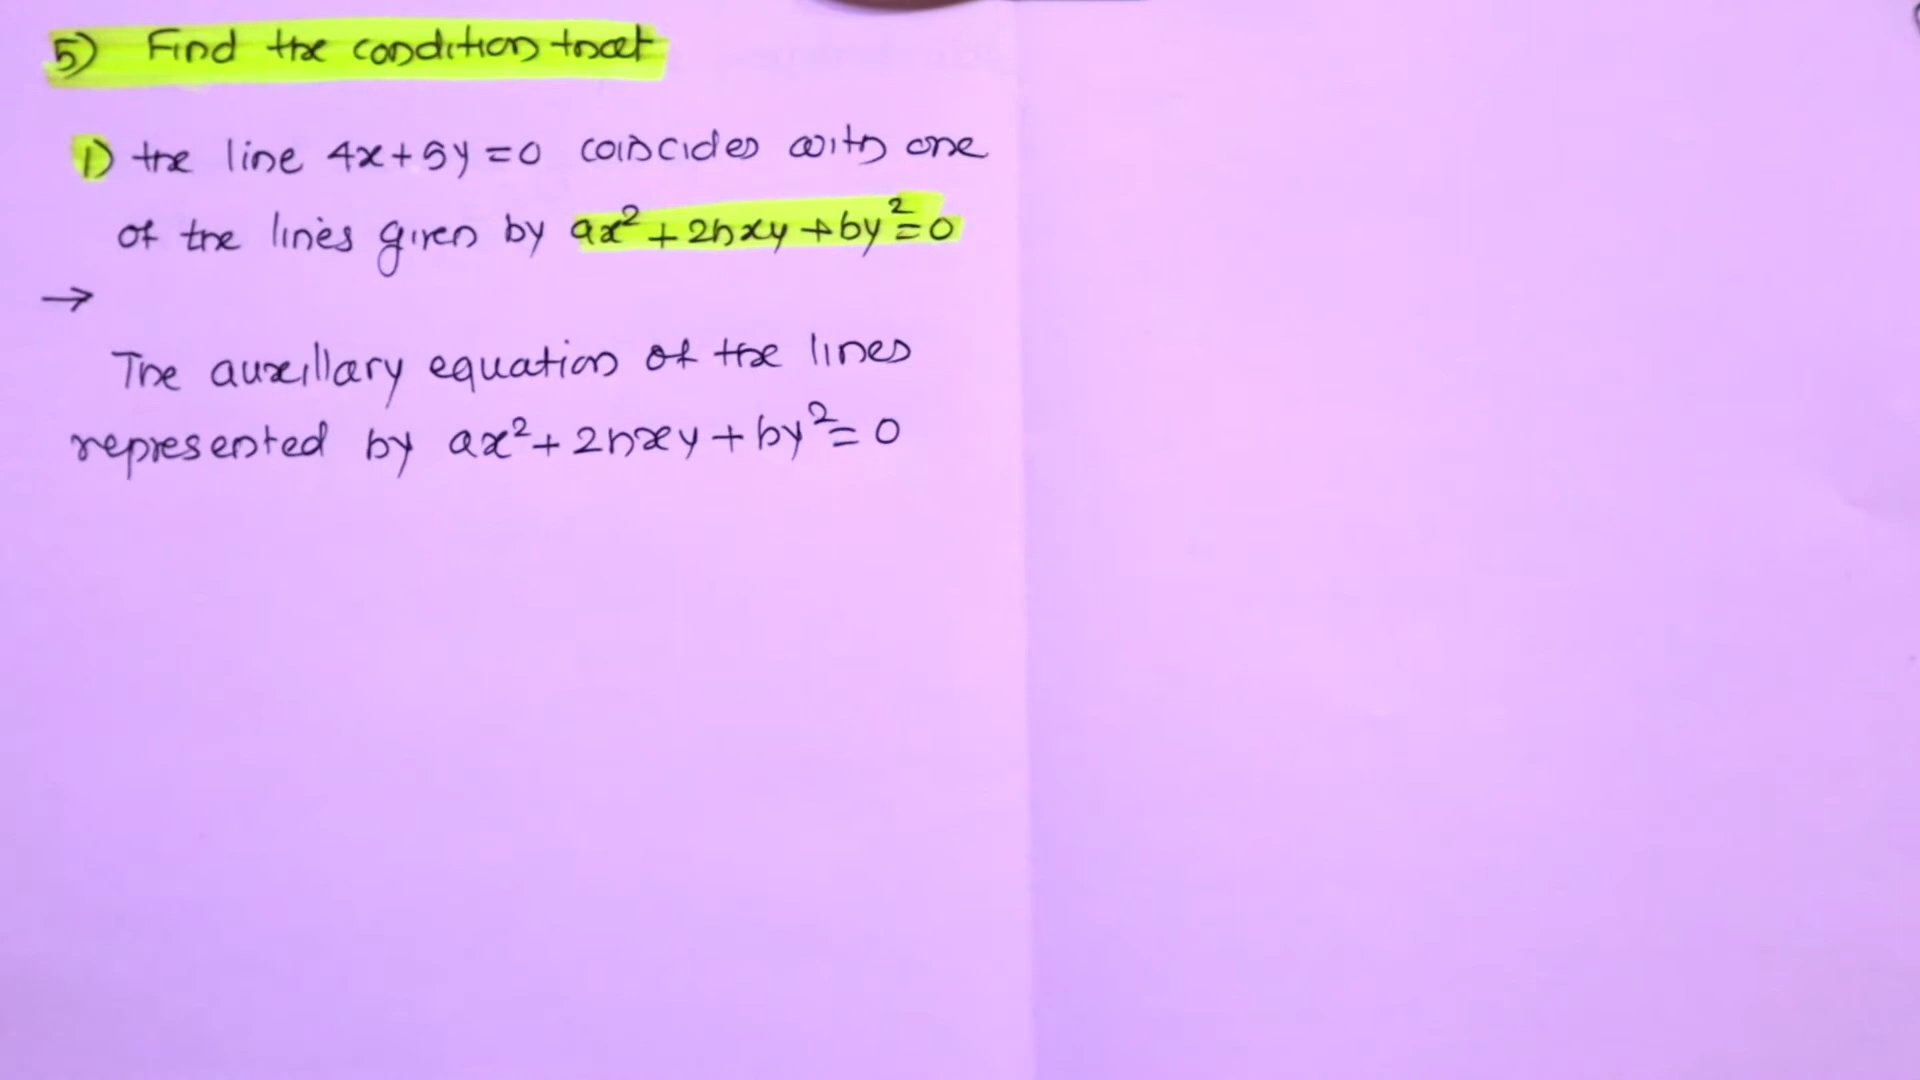 5) Find the condition that
1) the line 4x+5y=0 coincides with one
of the lines given by ax²+2hxy+by²=0
→
The auxillary equation of the lines
represented by ax²+2hxy+by²=0